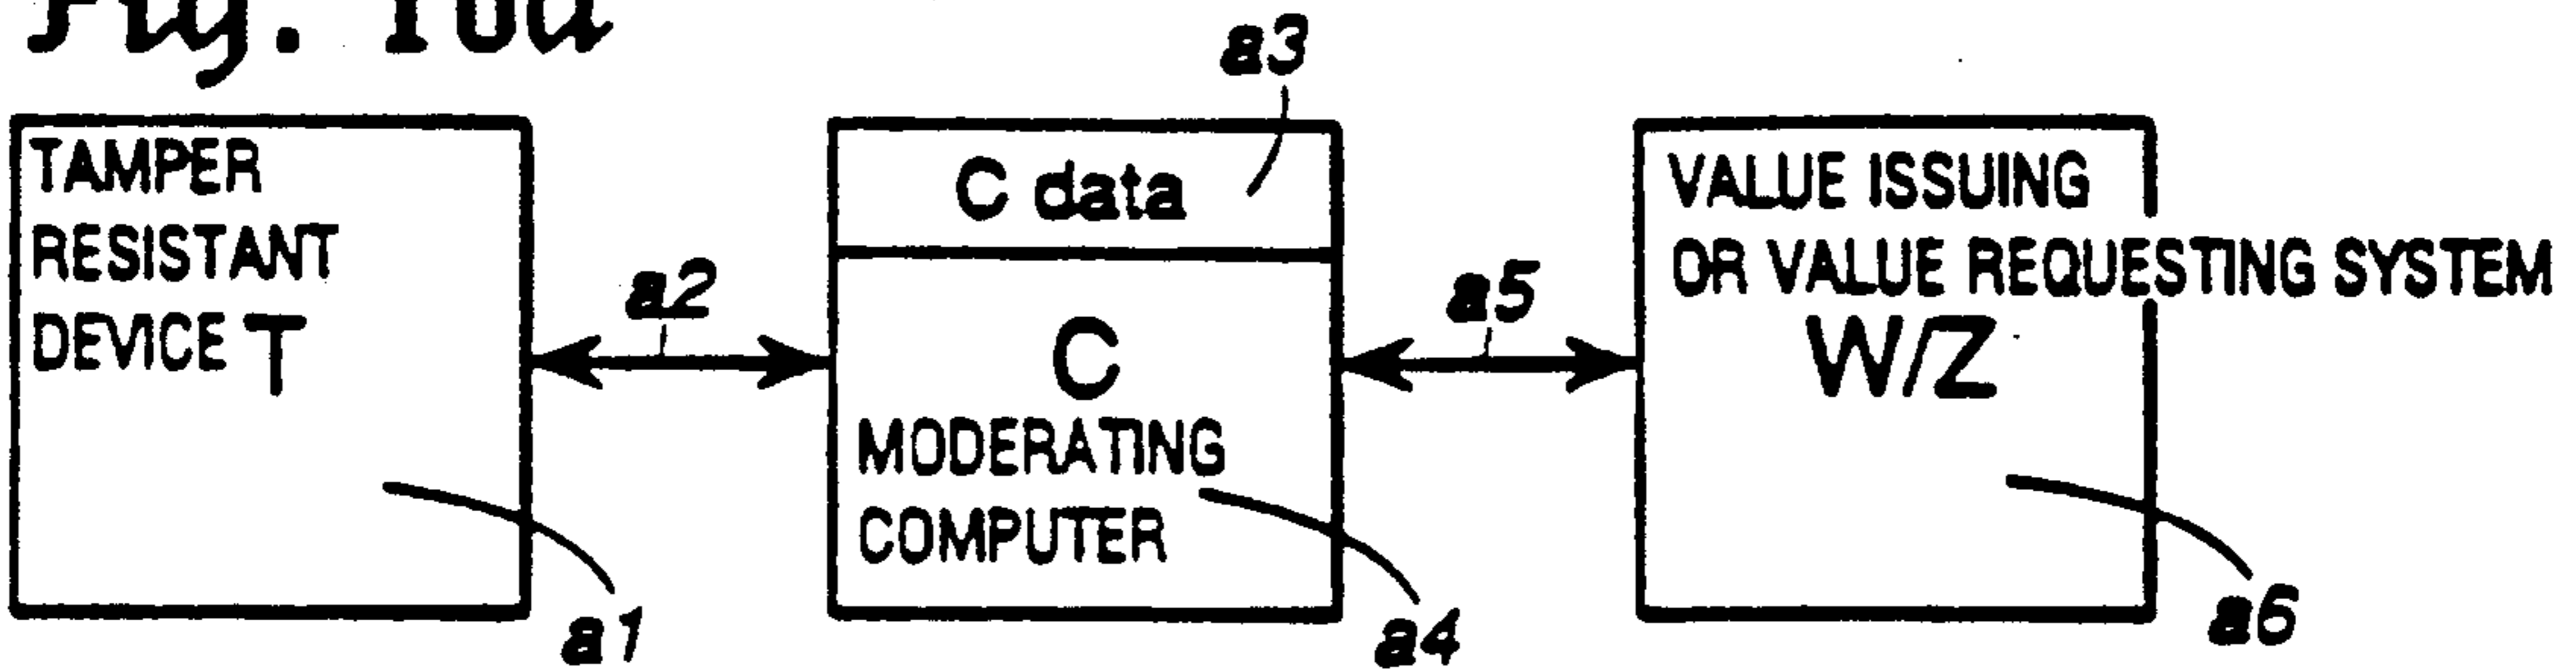 Fig. 10a
a3
TAMPER
RESISTANT
DEVICE T
a1
a2
C data
C
MODERATING
COMPUTER
a4
a5
VALUE ISSUING
OR VALUE REQUESTING SYSTEM
W/Z
a6